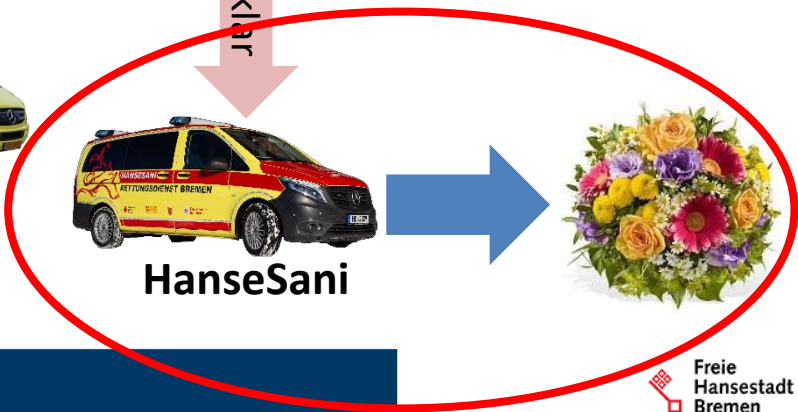 klar
HANSESANI
RETTUNGSDIENST BREMEN
HanseSani
Freie
Hansestadt
Bremen